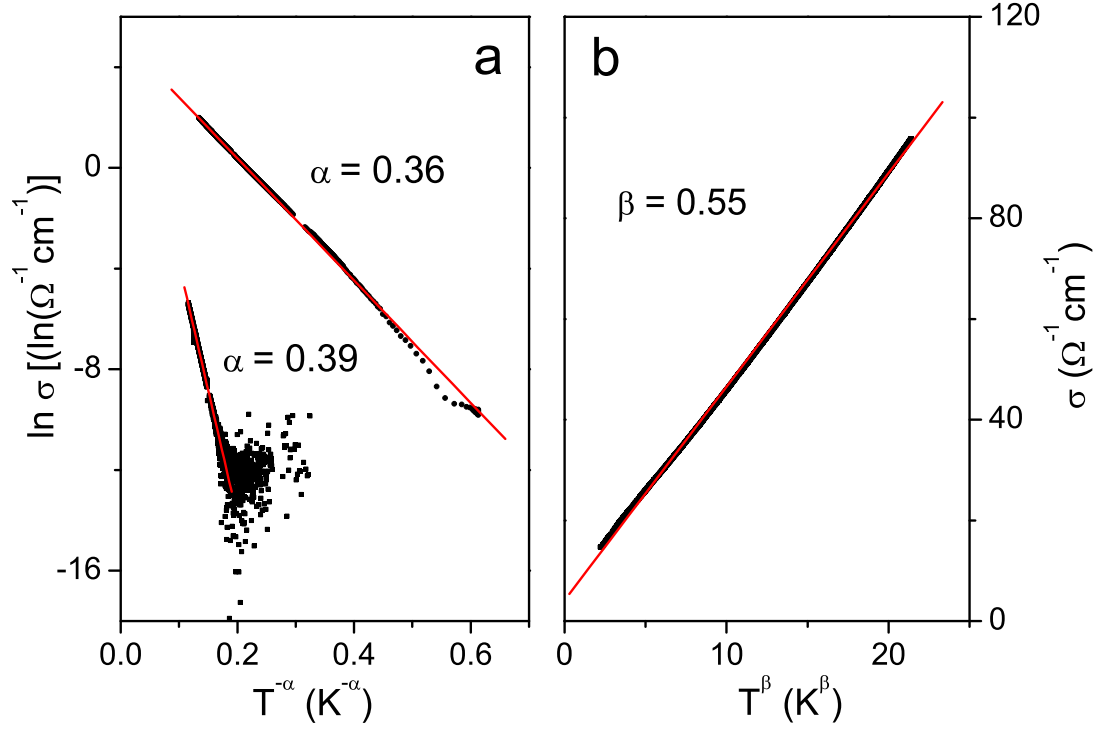 a
0
-8
-16
α = 0.36
α = 0.39
ln σ [(ln(Ω⁻¹ cm⁻¹)]
0.0 0.2 0.4 0.6
T⁻ᵅ (K⁻ᵅ)
b
β = 0.55
120
80
40
0
σ (Ω⁻¹ cm⁻¹)
0 10 20
Tᵝ (Kᵝ)